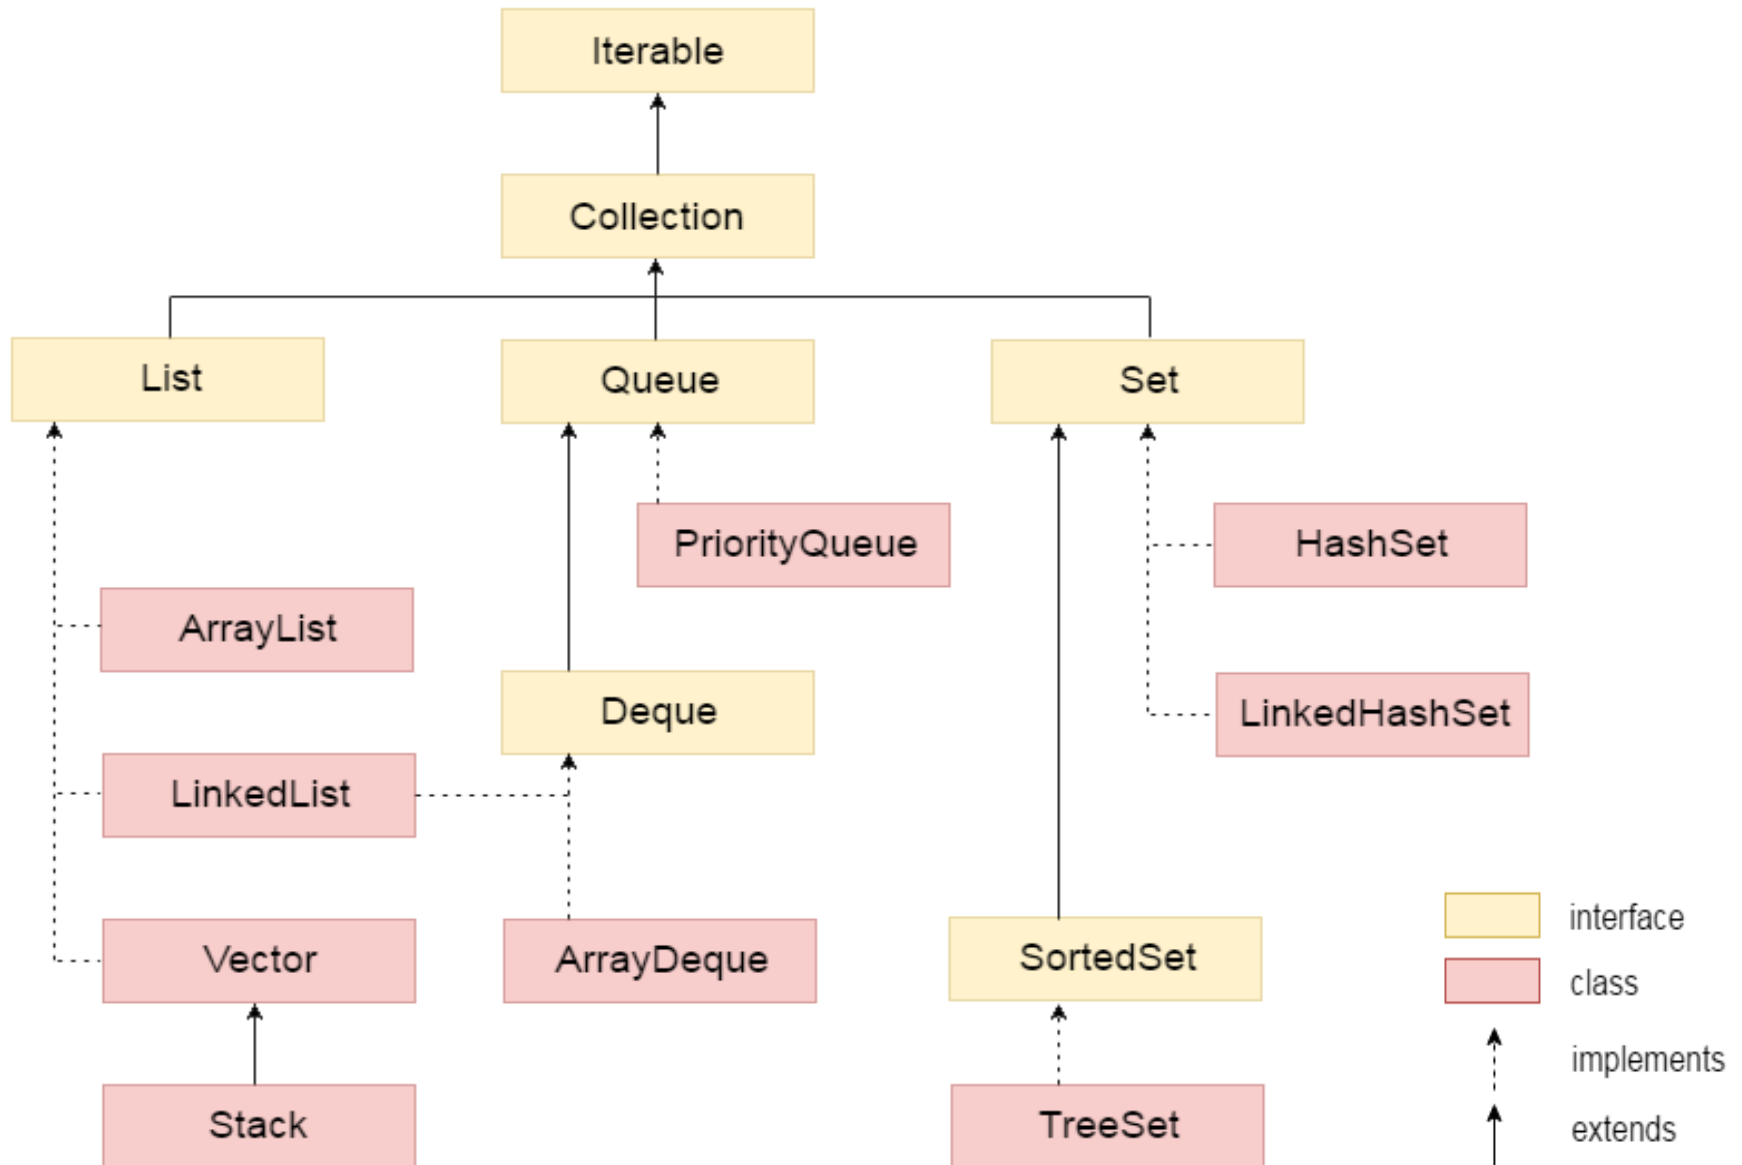 Iterable
Collection
List
Queue
Set
PriorityQueue
HashSet
ArrayList
Deque
LinkedHashSet
LinkedList
Vector
ArrayDeque
SortedSet
interface
class
implements
Stack
TreeSet
extends